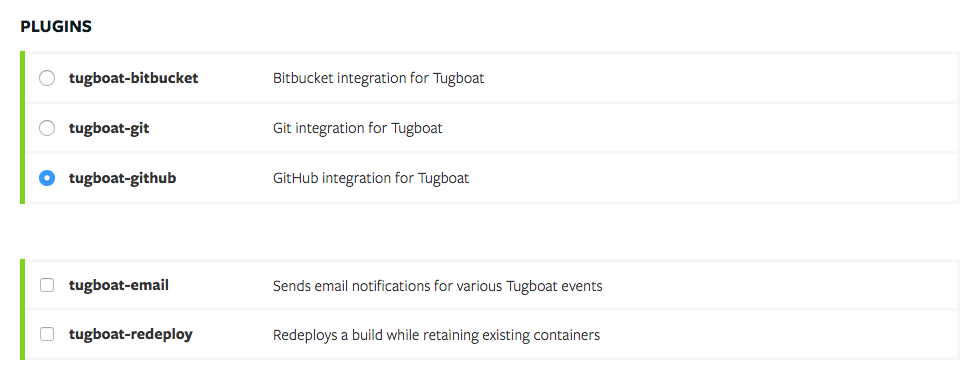 PLUGINS
tugboat-bitbucket Bitbucket integration for Tugboat
tugboat-git Git integration for Tugboat
tugboat-github GitHub integration for Tugboat
tugboat-email Sends email notifications for various Tugboat events
tugboat-redeploy Redeploys a build while retaining existing containers